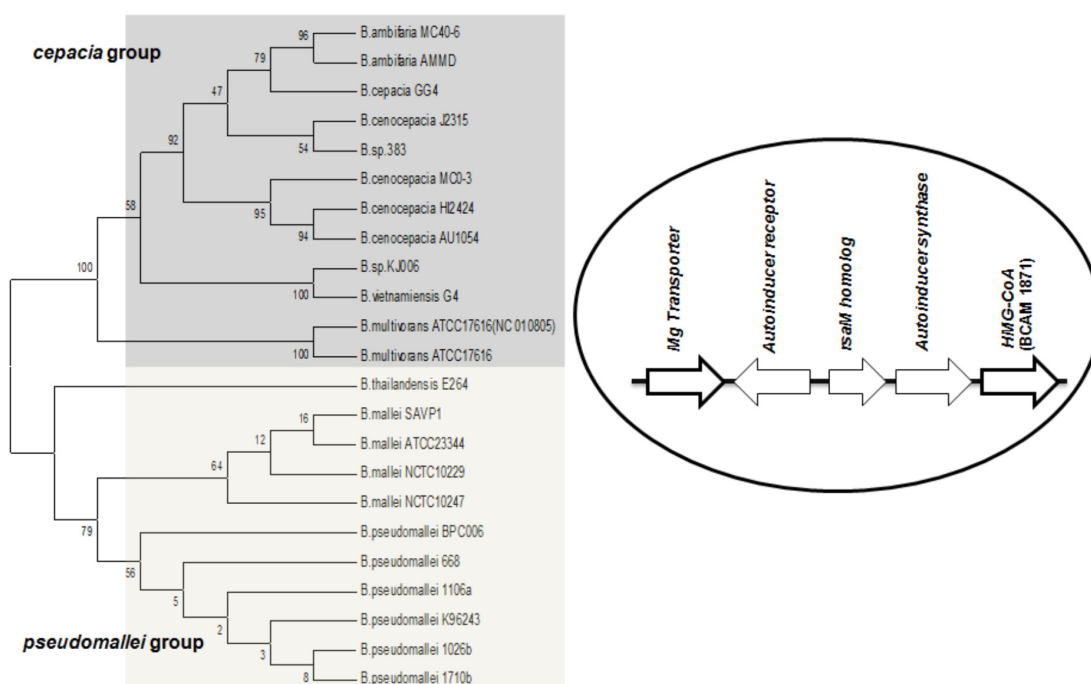 cepacia group
96
B.ambifaria MC40-6
79
B.ambifaria AMMD
47
B.cepacia GG4
92
B.cenocepacia J2315
54
B.sp.383
58
B.cenocepacia MC0-3
95
B.cenocepacia HI2424
94
B.cenocepacia AU1054
100
B.sp.KJ006
100
B.vietnamiensis G4
B.multivorans ATCC17616(NC 010805)
100
B.multivorans ATCC17616
B.thailandensis E264
16
B.mallei SAVP1
12
B.mallei ATCC23344
64
B.mallei NCTC10229
B.mallei NCTC10247
79
B.pseudomallei BPC006
56
B.pseudomallei 668
5
B.pseudomallei 1106a
2
B.pseudomallei K96243
pseudomallei group
3
B.pseudomallei 1026b
8
B.pseudomallei 1710b
Mg Transporter
Autoinducer receptor
rsaM homolog
Autoinducer synthase
HMG-CoA
(BCAM 1871)